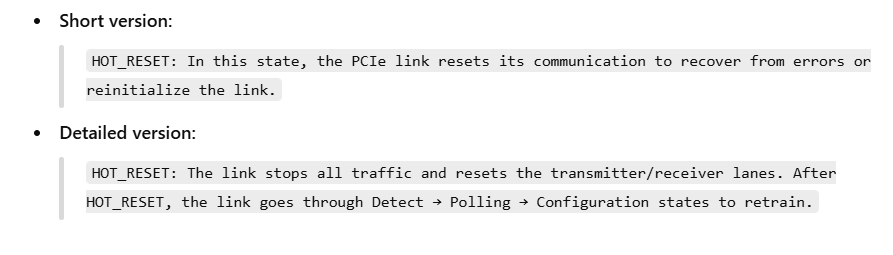 • Short version:
HOT_RESET: In this state, the PCIe link resets its communication to recover from errors or
reinitialize the link.
• Detailed version:
HOT_RESET: The link stops all traffic and resets the transmitter/receiver lanes. After
HOT_RESET, the link goes through Detect → Polling → Configuration states to retrain.